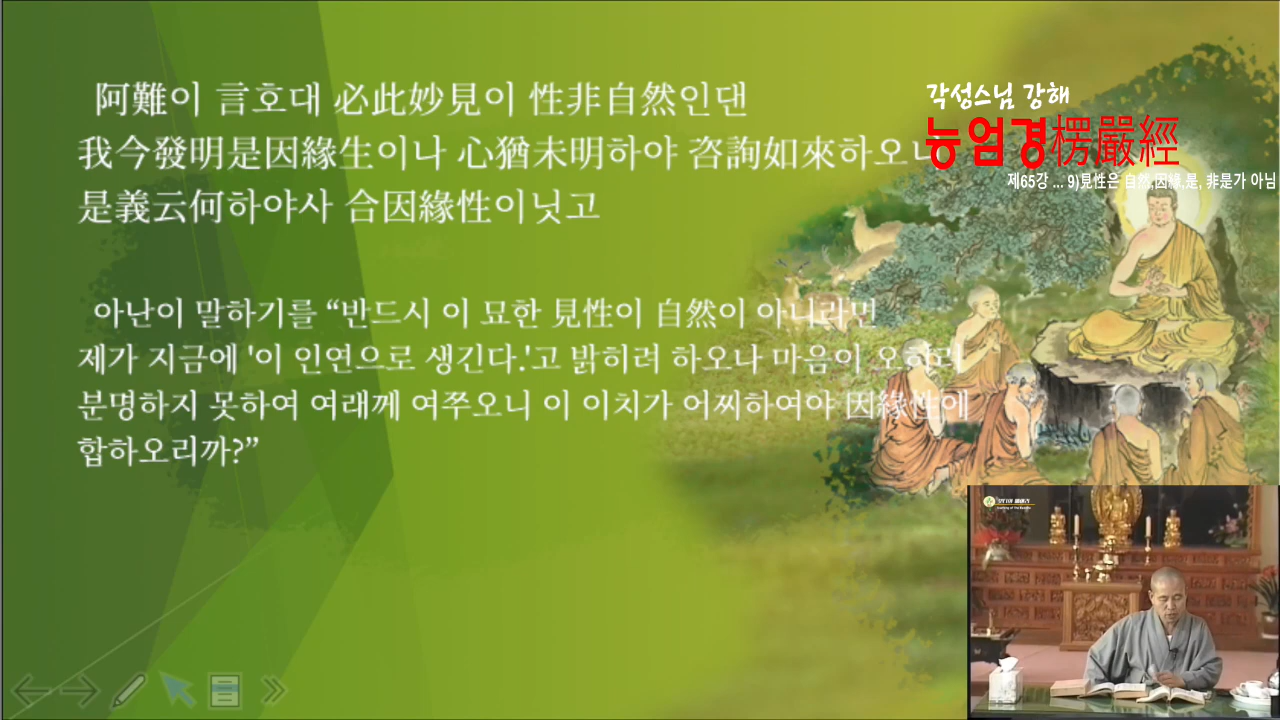 阿難이 言호대 必此妙見이 性非自然인댄
我今發明是因緣生이나 心猶未明하야 咨詢如來하오니
是義云何하야사 合因緣性이닛고
아난이 말하기를 “반드시 이 묘한 見性이 自然이 아니라면
제가 지금에 '이 인연으로 생긴다.'고 밝히려 하오나 마음이 오히려
분명하지 못하여 여래께 여쭈오니 이 이치가 어찌하여야 因緣性에
합하오리까?”
각성스님 강해
능엄경楞嚴經
제65강 ... 9)見性은 自然,因緣,是, 非是가 아님